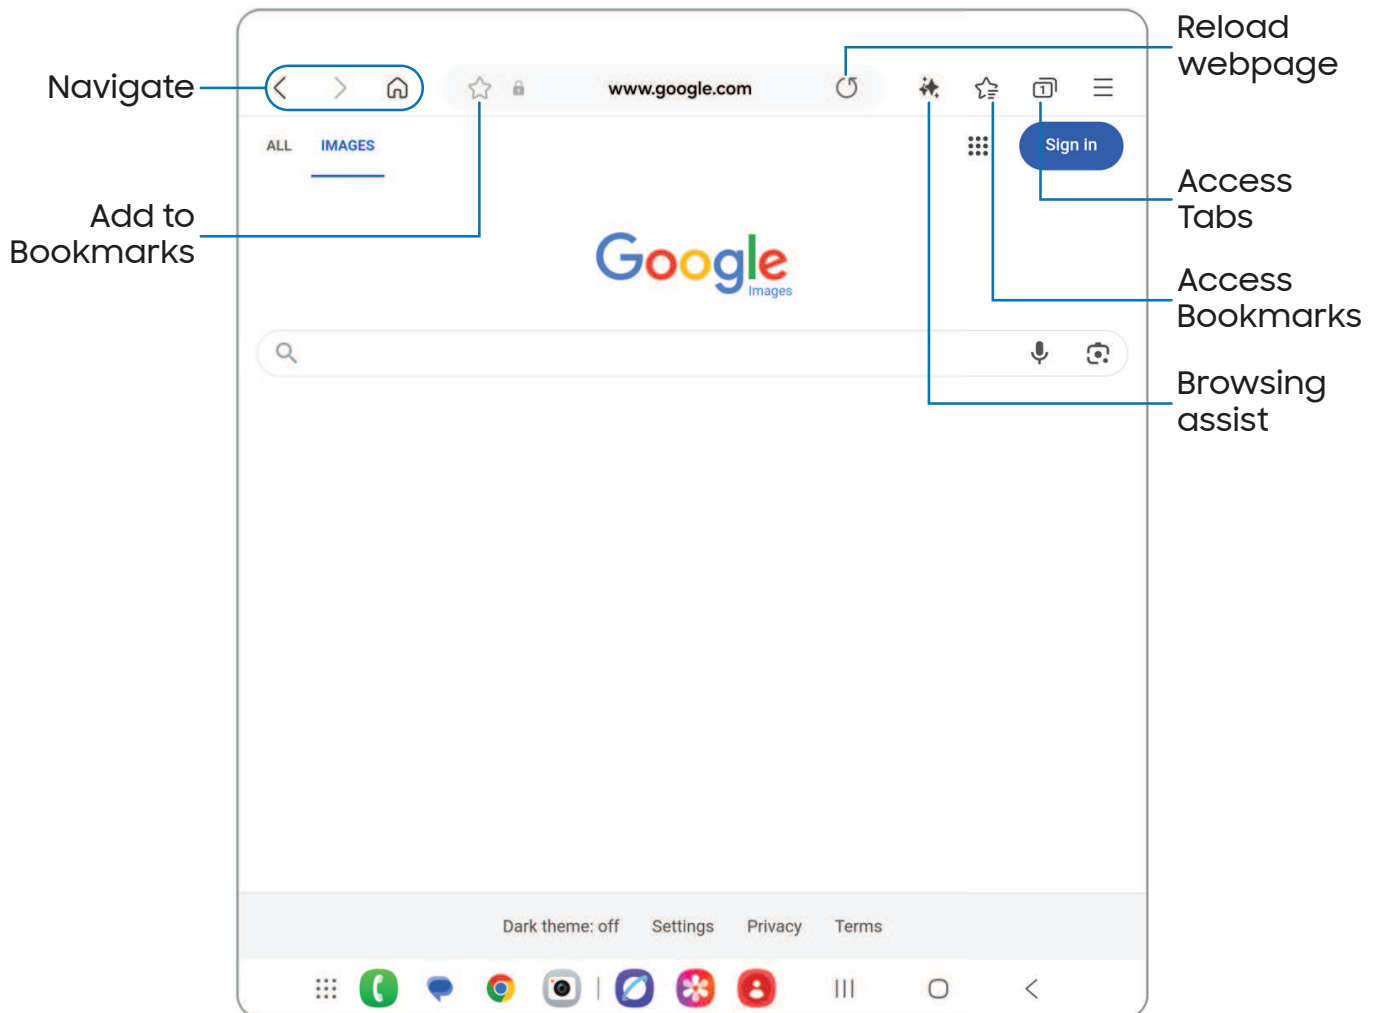 Reload
webpage
Navigate
www.google.com
1
ALL IMAGES
Sign in
Access
Tabs
Add to
Bookmarks
Google
Images
Access
Bookmarks
Browsing
assist
Dark theme: off Settings Privacy Terms